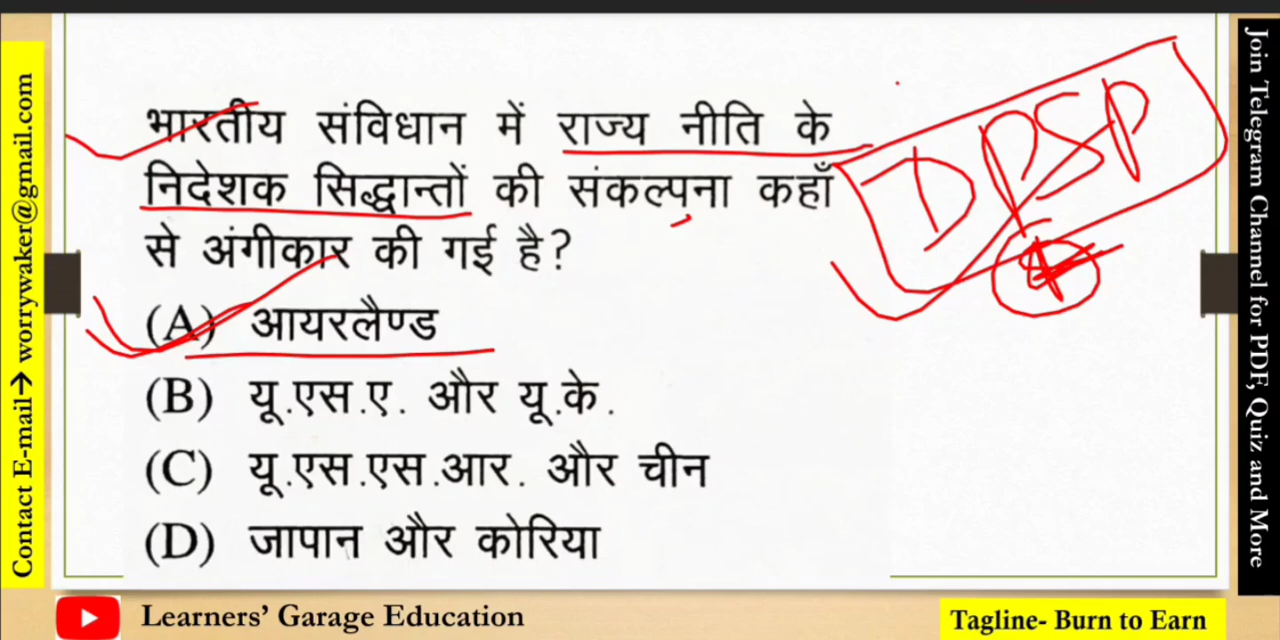 भारतीय संविधान में राज्य नीति के
निदेशक सिद्धान्तों की संकल्पना कहाँ
से अंगीकार की गई है?
(A) आयरलैण्ड
(B) यू.एस.ए. और यू.के.
(C) यू.एस.एस.आर. और चीन
(D) जापान और कोरिया
DPSP
Contact E-mail→ worrywaker@gmail.com
Join Telegram Channel for PDF, Quiz and More
Learners' Garage Education
Tagline- Burn to Earn